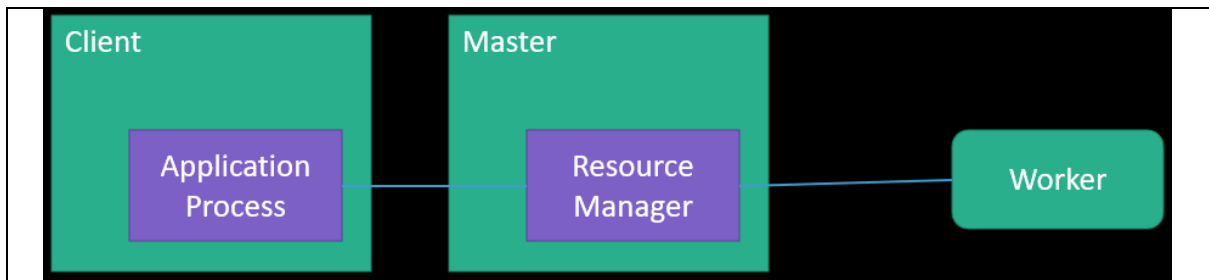 Client
Master
Application
Process
Resource
Manager
Worker